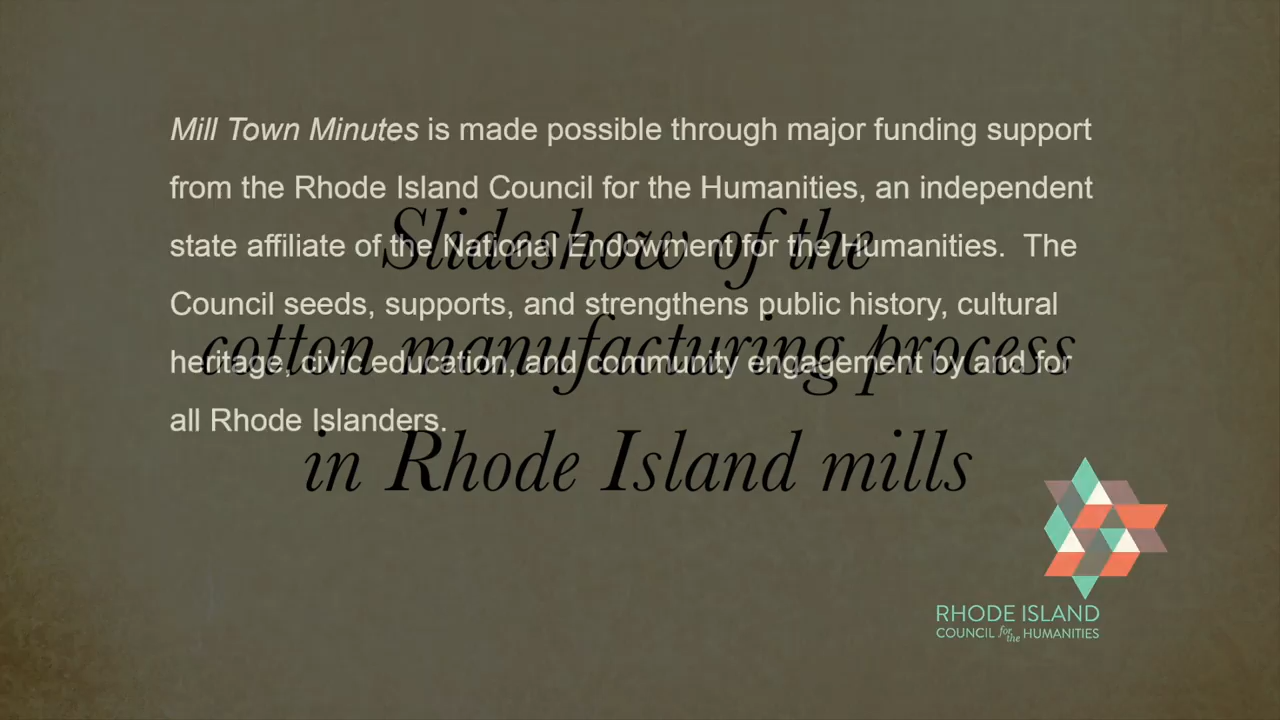 Mill Town Minutes is made possible through major funding support
from the Rhode Island Council for the Humanities, an independent
state affiliate of the National Endowment for the Humanities. The
Council seeds, supports, and strengthens public history, cultural
heritage, civic education, and community engagement by and for
all Rhode Islanders.
Slideshow of the
cotton manufacturing process
in Rhode Island mills
RHODE ISLAND
COUNCIL for the HUMANITIES